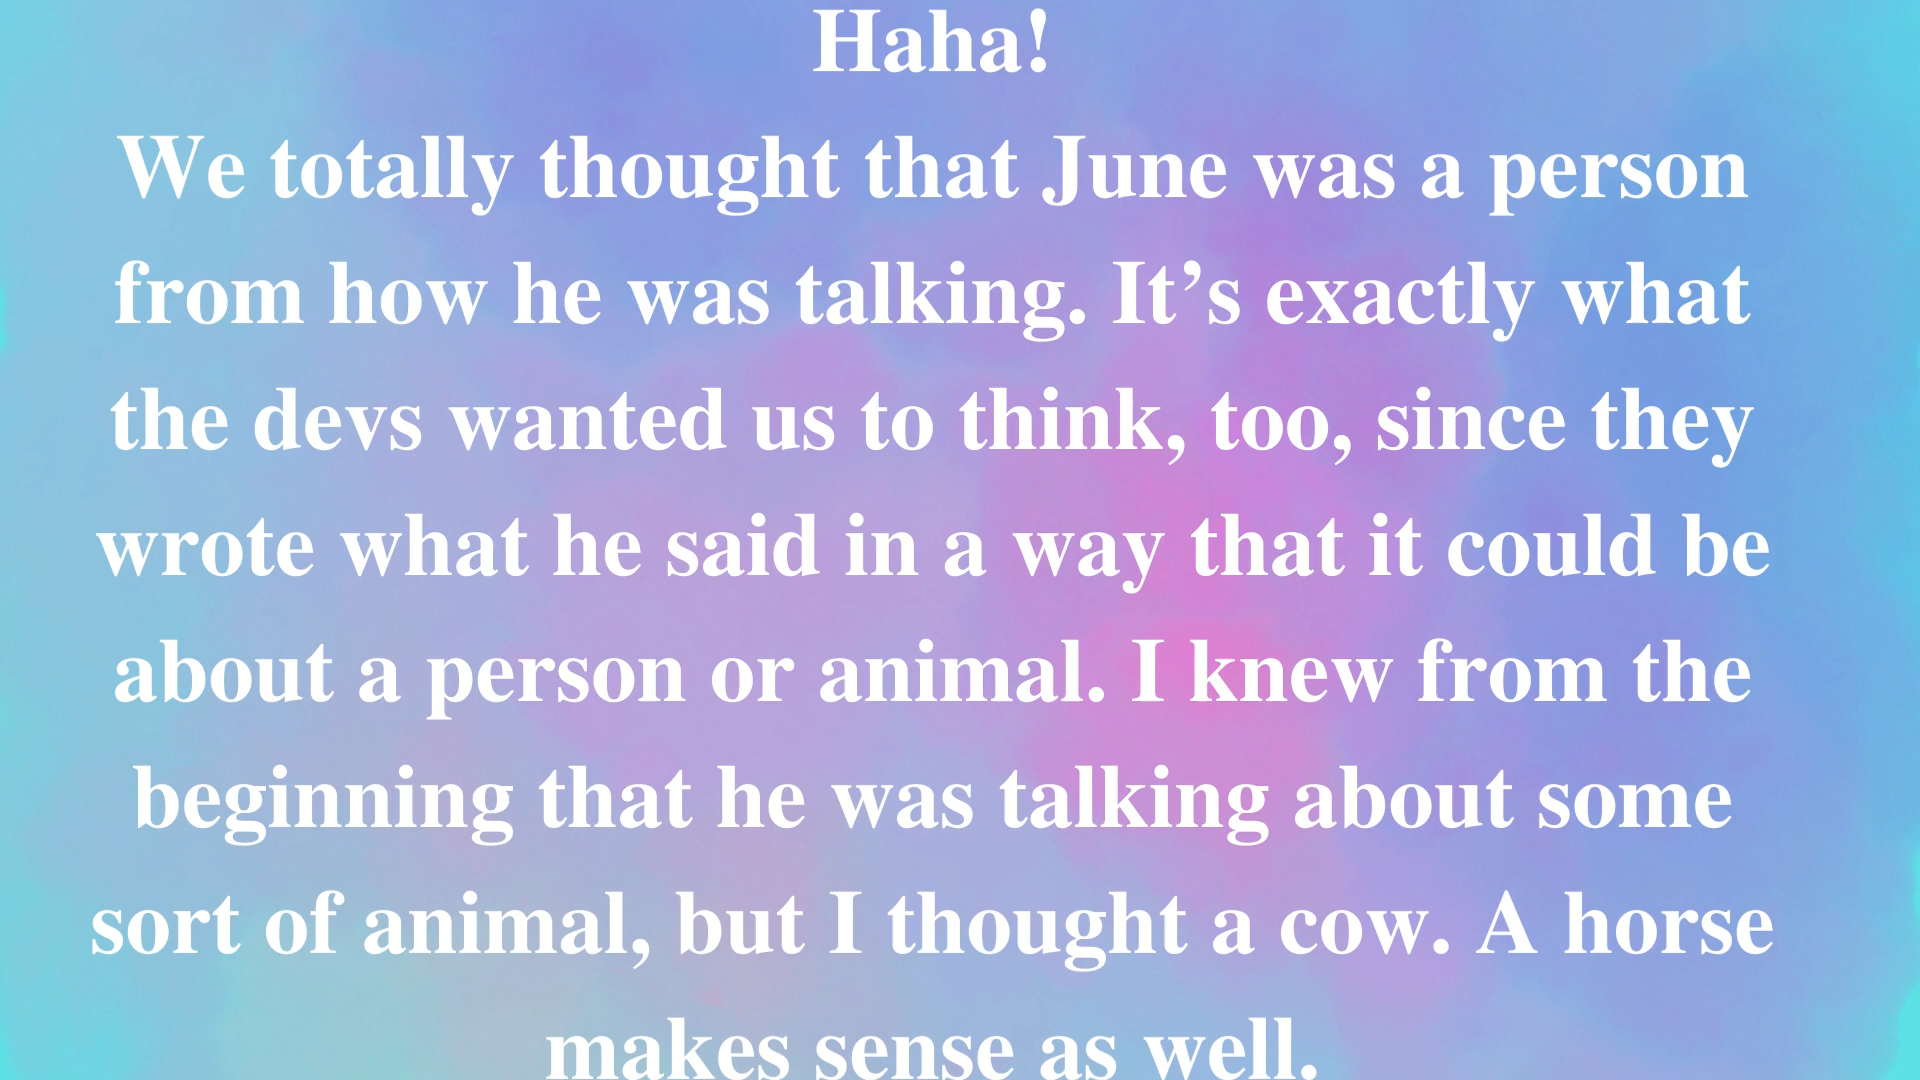 Haha!
We totally thought that June was a person
from how he was talking. It’s exactly what
the devs wanted us to think, too, since they
wrote what he said in a way that it could be
about a person or animal. I knew from the
beginning that he was talking about some
sort of animal, but I thought a cow. A horse
makes sense as well.